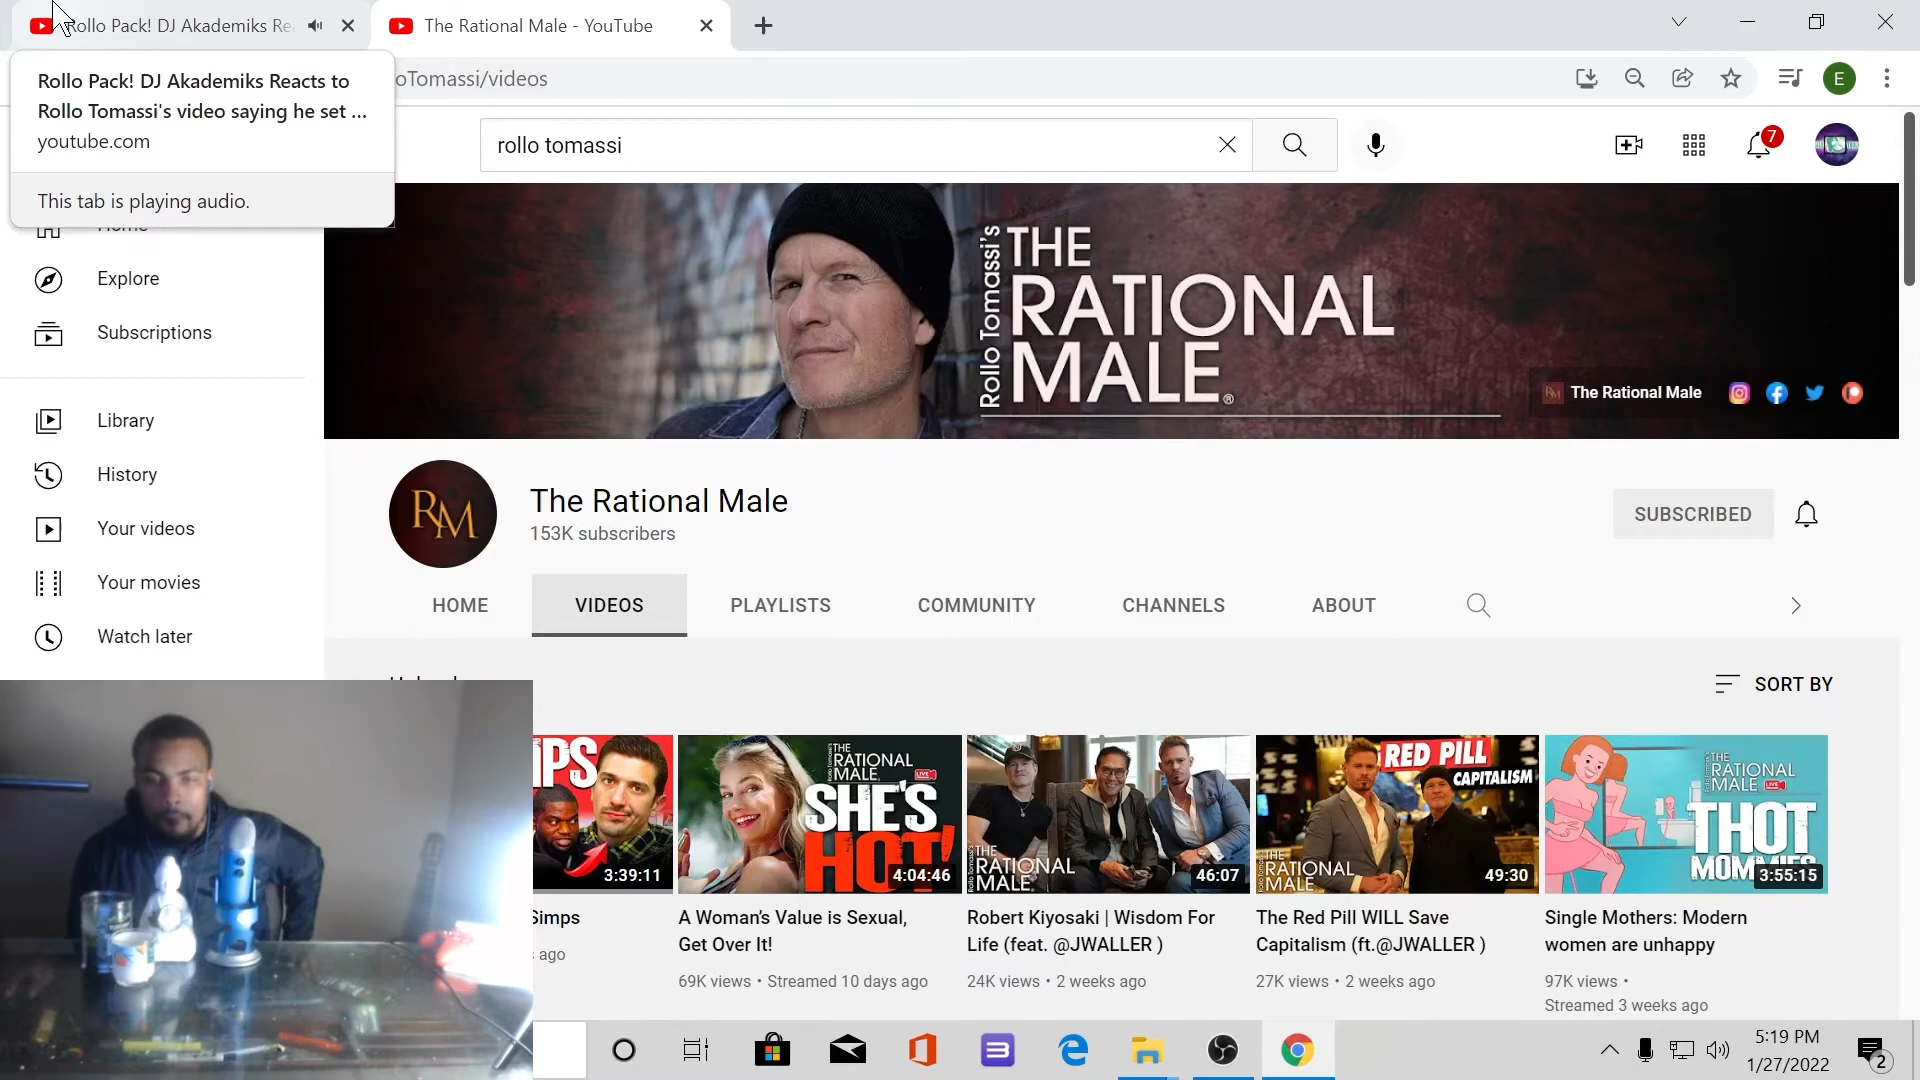 Rollo Pack! DJ Akademiks Re
The Rational Male - YouTube
Rollo Pack! DJ Akademiks Reacts to
Rollo Tomassi's video saying he set ...
youtube.com
This tab is playing audio.
oTomassi/videos
E
rollo tomassi
7
Home
Explore
Subscriptions
Library
History
Your videos
Your movies
Watch later
Rollo Tomassi's
THE
RATIONAL
MALE®
RM The Rational Male
RM
The Rational Male
153K subscribers
SUBSCRIBED
HOME
VIDEOS
PLAYLISTS
COMMUNITY
CHANNELS
ABOUT
SORT BY
3:39:11
Simps
ago
THE
RATIONAL
MALE LIVE
SHE'S
HOT!
4:04:46
A Woman's Value is Sexual,
Get Over It!
69K views • Streamed 10 days ago
THE
RATIONAL
MALE
46:07
Robert Kiyosaki | Wisdom For
Life (feat. @JWALLER )
24K views • 2 weeks ago
RED PILL
CAPITALISM
THE
RATIONAL
MALE
49:30
The Red Pill WILL Save
Capitalism (ft.@JWALLER )
27K views • 2 weeks ago
THE
RATIONAL
MALE LIVE
THOT
MOMMIES
3:55:15
Single Mothers: Modern
women are unhappy
97K views •
Streamed 3 weeks ago
5:19 PM
1/27/2022
2